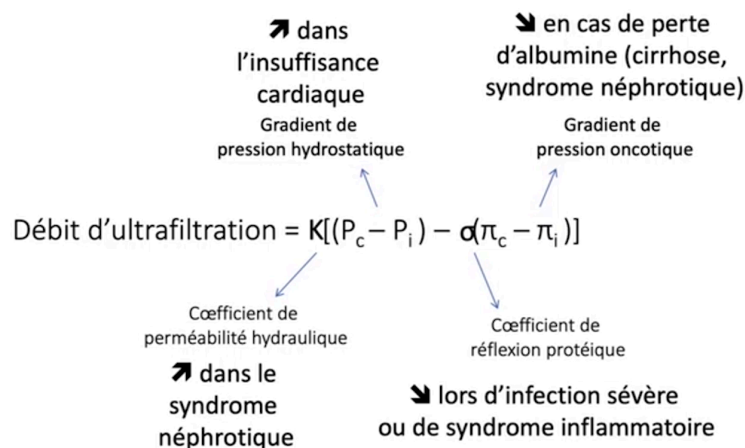 ↗ dans
l’insuffisance
cardiaque
Gradient de
pression hydrostatique
↘ en cas de perte
d’albumine (cirrhose,
syndrome néphrotique)
Gradient de
pression oncotique
Débit d’ultrafiltration = K[(Pc – Pi) – σ(πc – πi)]
Cœfficient de
perméabilité hydraulique
↗ dans le
syndrome
néphrotique
Cœfficient de
réflexion protéique
↘ lors d’infection sévère
ou de syndrome inflammatoire